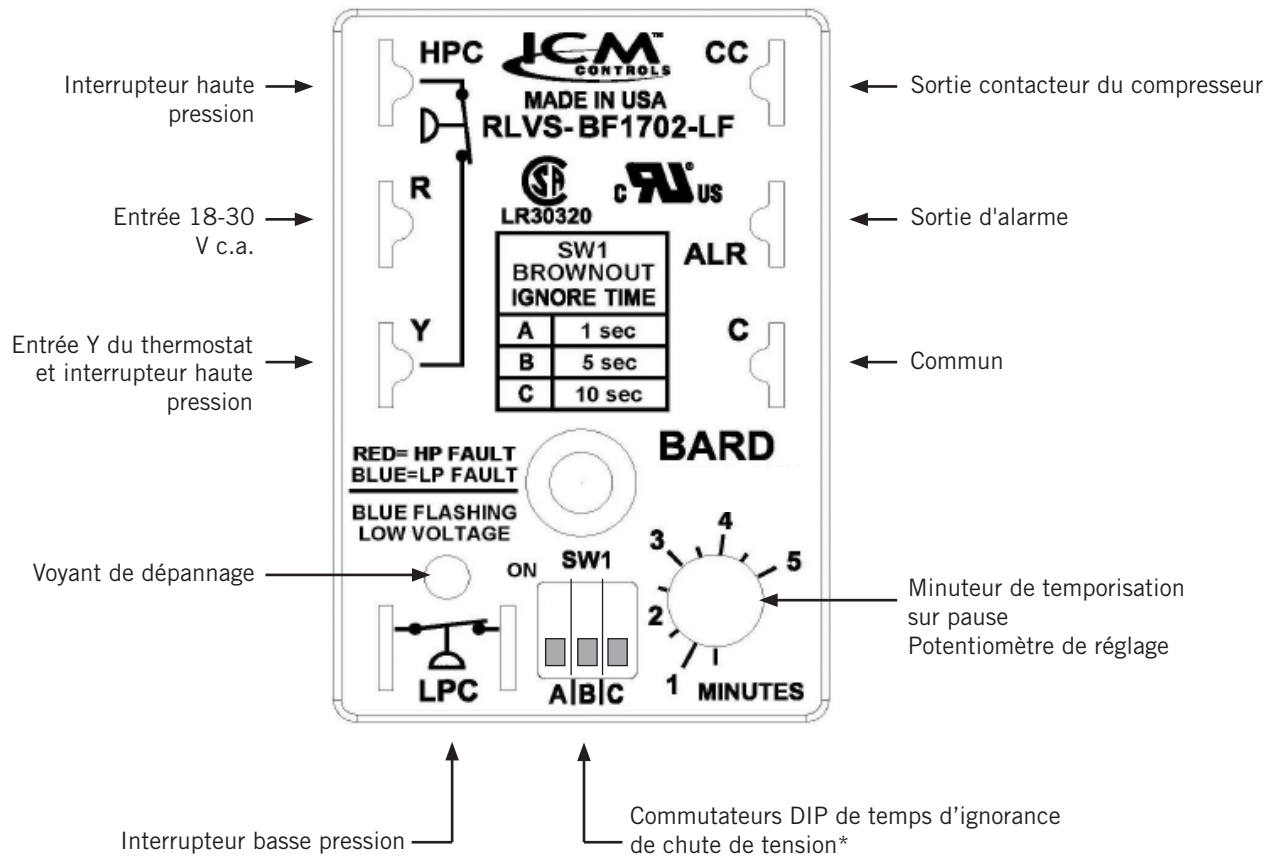 HPC
ICM™
CONTROLS
CC
MADE IN USA
RLVS-BF1702-LF
Interrupteur haute
pression
Sortie contacteur du compresseur
R
SA
LR30320
C RU® US
Entrée 18-30
V c.a.
Sortie d'alarme
ALR
SW1
BROWNOUT
IGNORE TIME
A 1 sec
B 5 sec
C 10 sec
Y
C
Entrée Y du thermostat
et interrupteur haute
pression
Commun
RED= HP FAULT
BLUE=LP FAULT
BLUE FLASHING
LOW VOLTAGE
BARD
Voyant de dépannage
ON
SW1
A|B|C
LPC
1
2
3
4
5
MINUTES
Minuteur de temporisation
sur pause
Potentiomètre de réglage
Interrupteur basse pression
Commutateurs DIP de temps d’ignorance
de chute de tension*